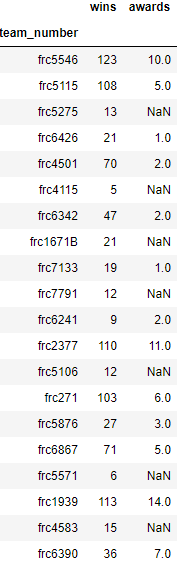 wins awards
team_number
frc5546 123 10.0
frc5115 108 5.0
frc5275 13 NaN
frc6426 21 1.0
frc4501 70 2.0
frc4115 5 NaN
frc6342 47 2.0
frc1671B 21 NaN
frc7133 19 1.0
frc7791 12 NaN
frc6241 9 2.0
frc2377 110 11.0
frc5106 12 NaN
frc271 103 6.0
frc5876 27 3.0
frc6867 71 5.0
frc5571 6 NaN
frc1939 113 14.0
frc4583 15 NaN
frc6390 36 7.0